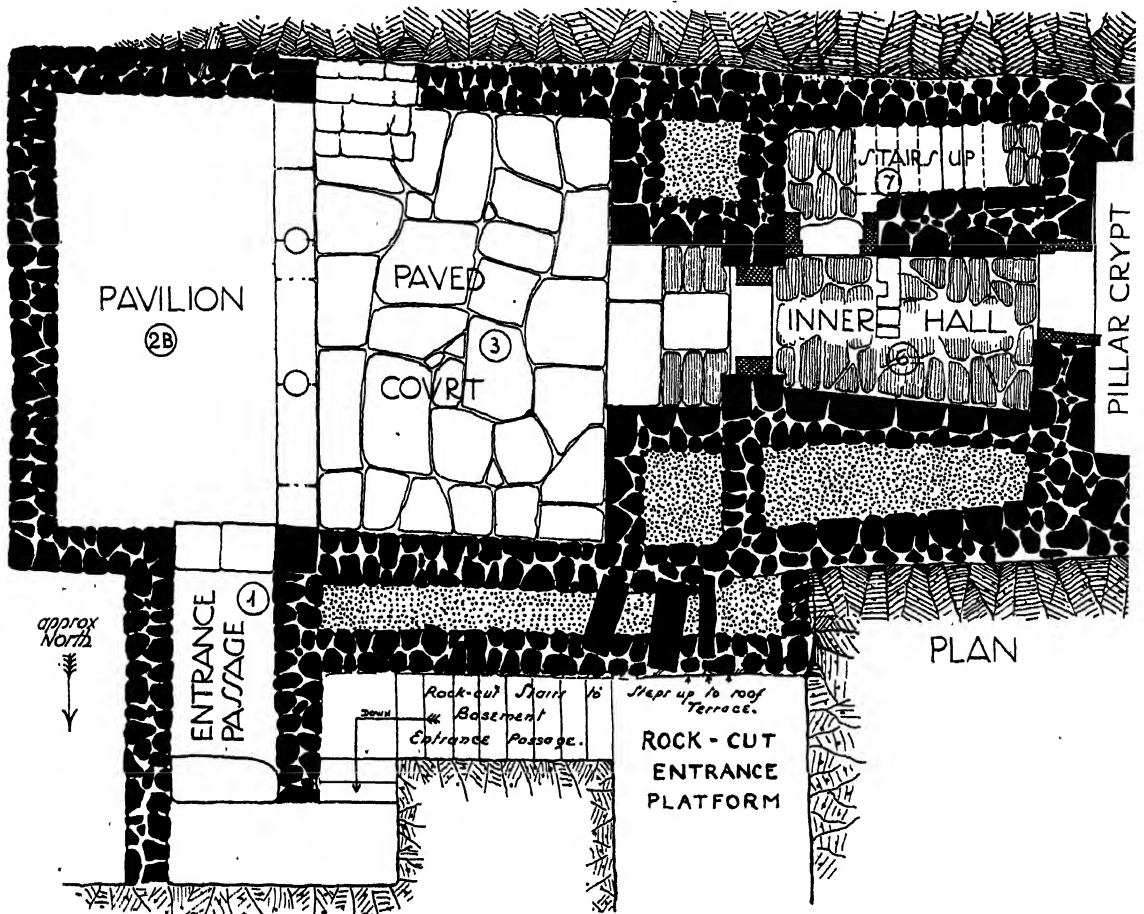 STAIRS UP
7
PAVILION
2B
PAVED
3
COVRT
INNER HALL
6
PILLAR CRYPT
ENTRANCE
PASSAGE
1
approx
North
PLAN
DOWN
Rock-cut Stairs to
Basement
Entrance Passage.
Steps up to roof
Terrace.
ROCK-CUT
ENTRANCE
PLATFORM